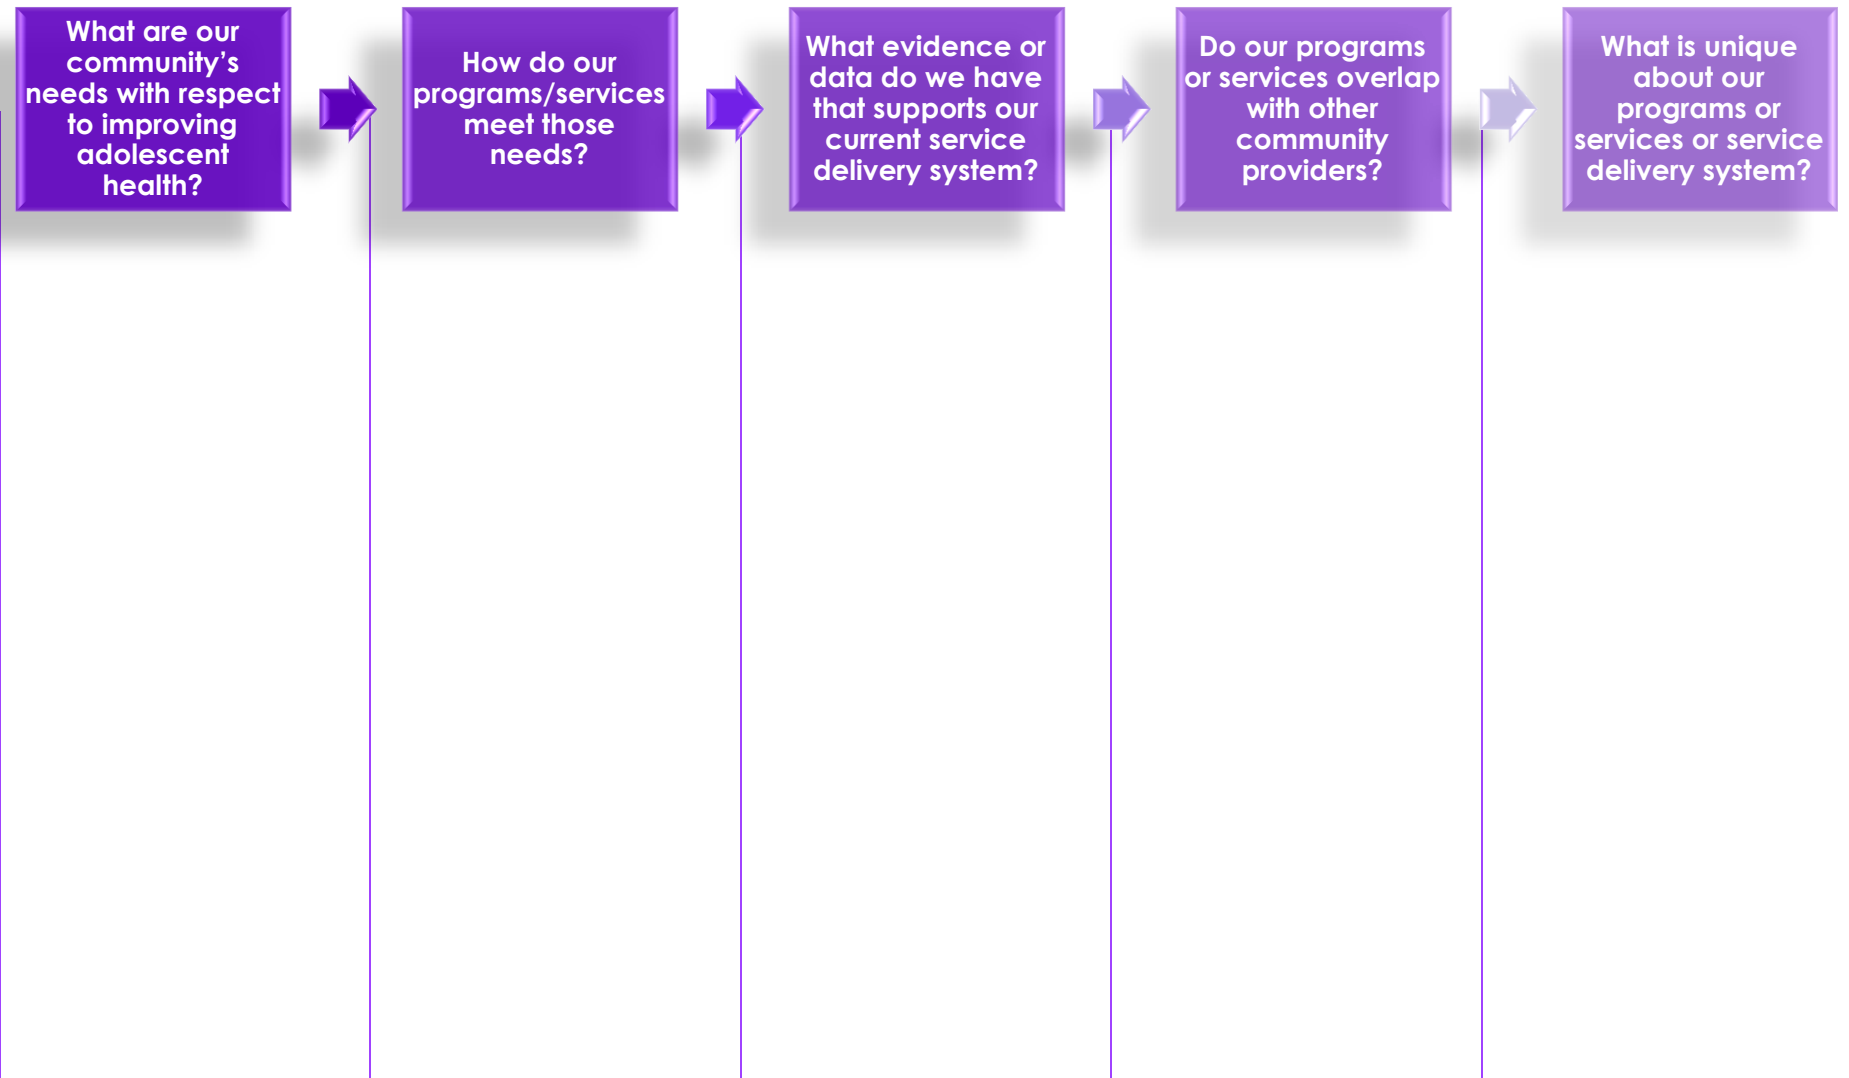 What are our
community’s
needs with respect
to improving
adolescent
health?
How do our
programs/services
meet those
needs?
What evidence or
data do we have
that supports our
current service
delivery system?
Do our programs
or services overlap
with other
community
providers?
What is unique
about our
programs or
services or service
delivery system?